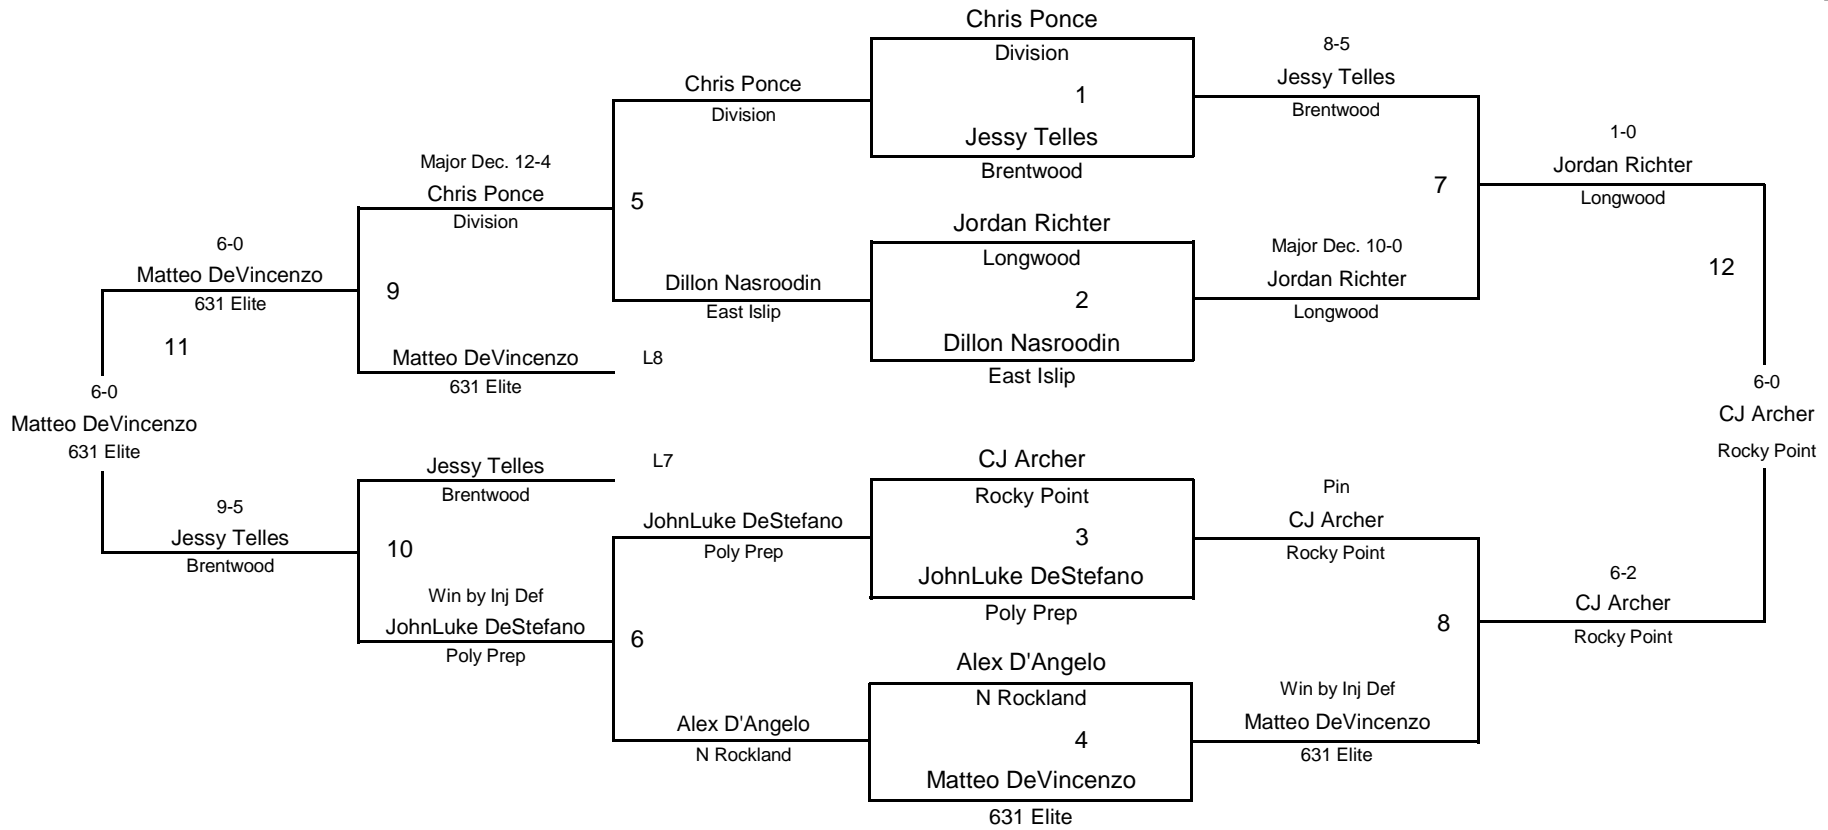 Chris Ponce
Division
1
Jessy Telles
Brentwood
Jordan Richter
Longwood
2
Dillon Nasroodin
East Islip
CJ Archer
Rocky Point
3
JohnLuke DeStefano
Poly Prep
Alex D'Angelo
N Rockland
4
Matteo DeVincenzo
631 Elite
8-5
Jessy Telles
Brentwood
7
Major Dec. 10-0
Jordan Richter
Longwood
Pin
CJ Archer
Rocky Point
8
Win by Inj Def
Matteo DeVincenzo
631 Elite
1-0
Jordan Richter
Longwood
12
6-2
CJ Archer
Rocky Point
6-0
CJ Archer
Rocky Point
Chris Ponce
Division
5
Dillon Nasroodin
East Islip
JohnLuke DeStefano
Poly Prep
6
Alex D'Angelo
N Rockland
Major Dec. 12-4
Chris Ponce
Division
9
Matteo DeVincenzo
L8
631 Elite
Jessy Telles
L7
Brentwood
10
Win by Inj Def
JohnLuke DeStefano
Poly Prep
6-0
Matteo DeVincenzo
631 Elite
11
9-5
Jessy Telles
Brentwood
6-0
Matteo DeVincenzo
631 Elite